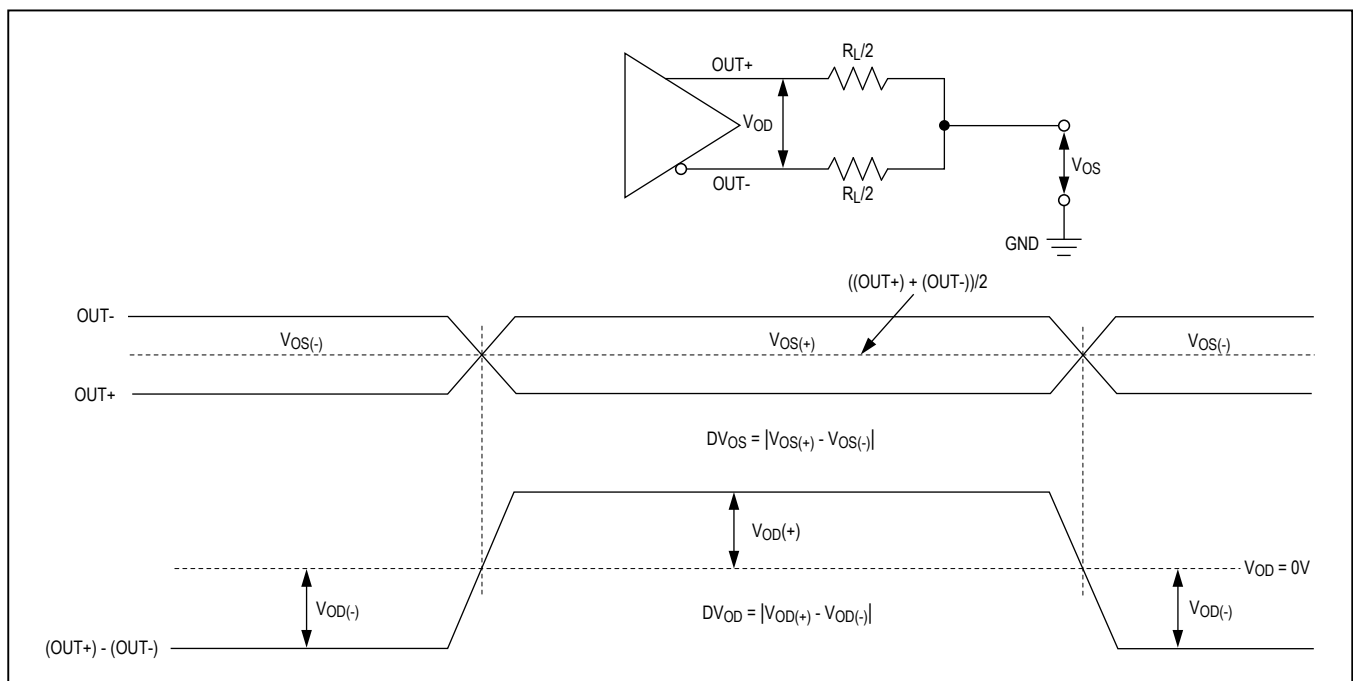 RL/2
OUT+
VOD
OUT-
RL/2
VOS
GND
((OUT+) + (OUT-))/2
OUT-
VOS(-)
VOS(+)
VOS(-)
OUT+
DVOS = |VOS(+) - VOS(-)|
VOD(+)
VOD = 0V
VOD(-)
DVOD = |VOD(+) - VOD(-)|
VOD(-)
(OUT+) - (OUT-)